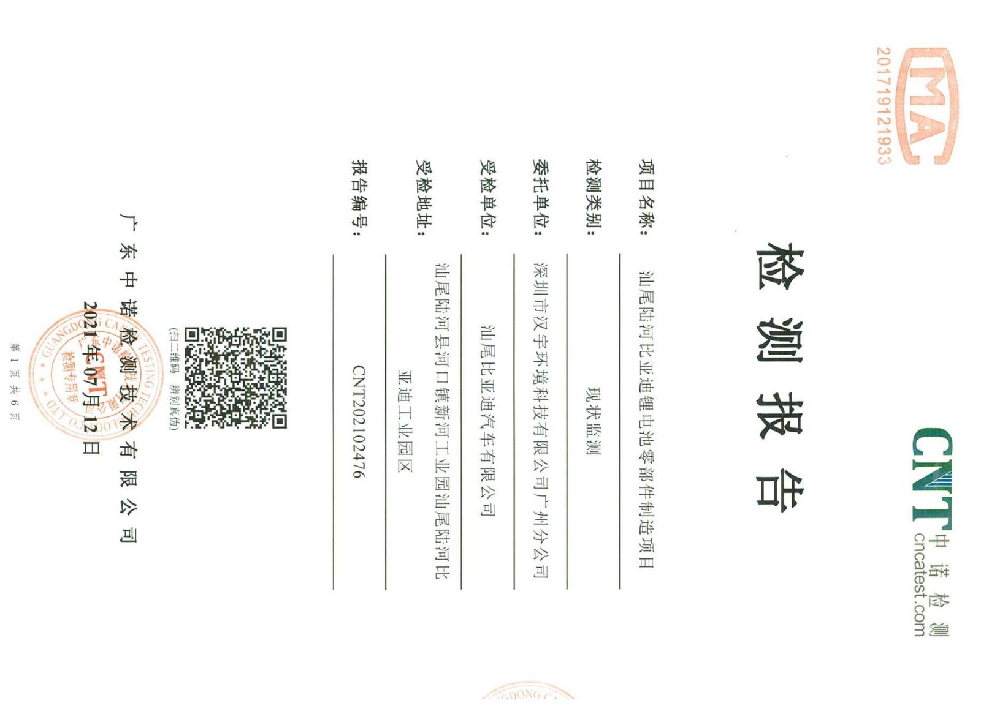 MA
201719121933
CNT 中诺检测
cncatest.com
检测报告
项目名称： 汕尾陆河比亚迪锂电池零部件制造项目
检测类别： 现状监测
委托单位： 深圳市汉宇环境科技有限公司广州分公司
受检单位： 汕尾比亚迪汽车有限公司
受检地址： 汕尾陆河县河口镇新河工业园汕尾陆河比
亚迪工业园区
报告编号： CNT202102476
(扫二维码 辨别真伪)
广东中诺检测技术有限公司
2021年07月12日
CNT
检测专用章
第 1 页 共 6 页